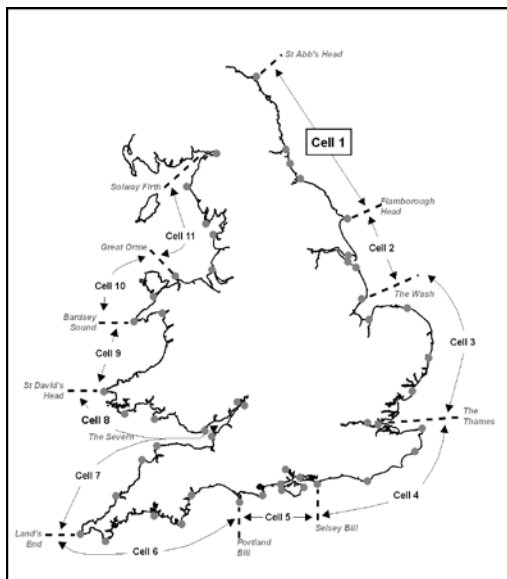 St Abb's Head
Cell 1
Solway Firth
Flamborough
Head
Cell 11
Cell 2
Great Orme
Cell 10
The Wash
Bardsey
Sound
Cell 9
Cell 3
St David's
Head
Cell 8
The Severn
The
Thames
Cell 7
Cell 4
Cell 5
Selsey Bill
Land's
End
Cell 6
Portland
Bill